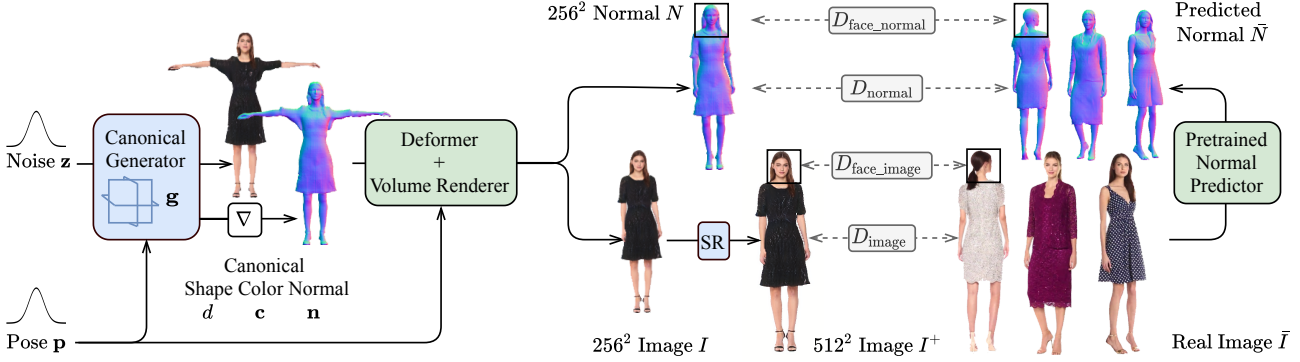 Noise z
Canonical
Generator
g
∇
Pose p
Canonical
Shape Color Normal
d c n
Deformer
+
Volume Renderer
256² Normal N
D_face_normal
Predicted
Normal N̄
D_normal
D_face_image
Pretrained
Normal
Predictor
SR
D_image
256² Image I
512² Image I⁺
Real Image Ī